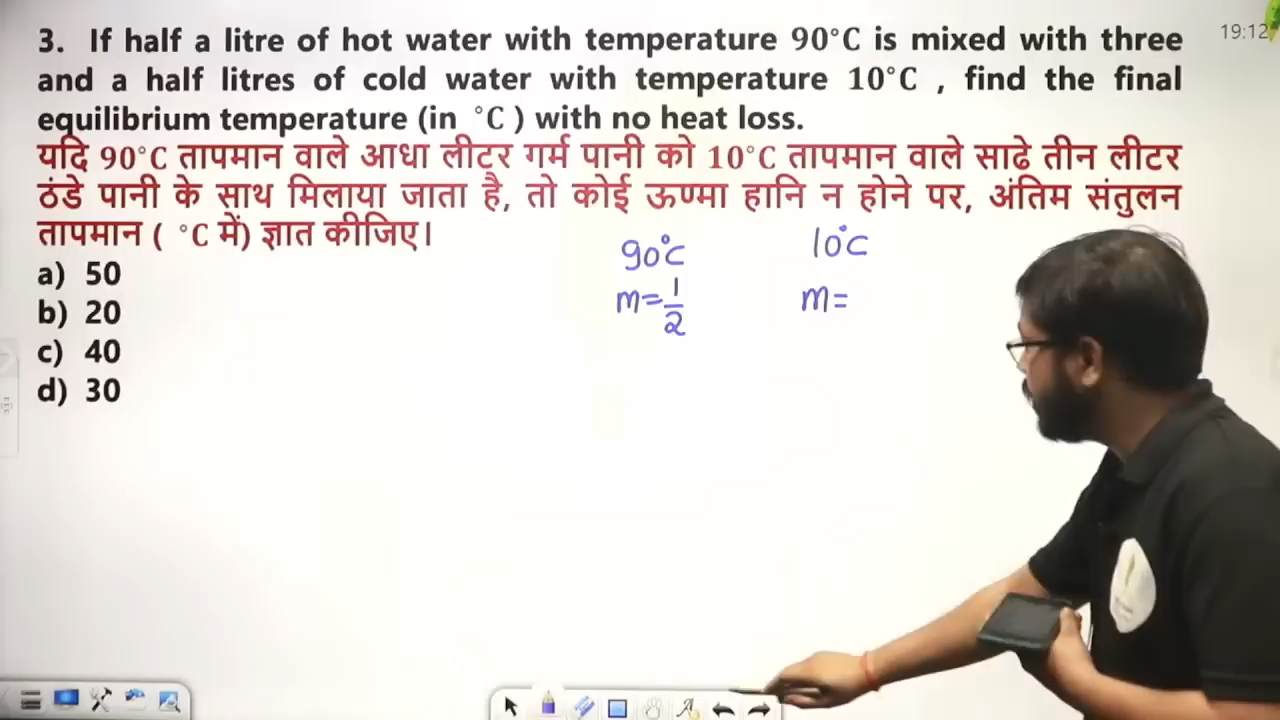 3. If half a litre of hot water with temperature 90°C is mixed with three
and a half litres of cold water with temperature 10°C , find the final
equilibrium temperature (in °C ) with no heat loss.
यदि 90°C तापमान वाले आधा लीटर गर्म पानी को 10°C तापमान वाले साढे तीन लीटर
ठंडे पानी के साथ मिलाया जाता है, तो कोई ऊष्मा हानि न होने पर, अंतिम संतुलन
तापमान ( °C में) ज्ञात कीजिए।
a) 50
b) 20
c) 40
d) 30
90°C 10°C
m=1/2 m=
19:12